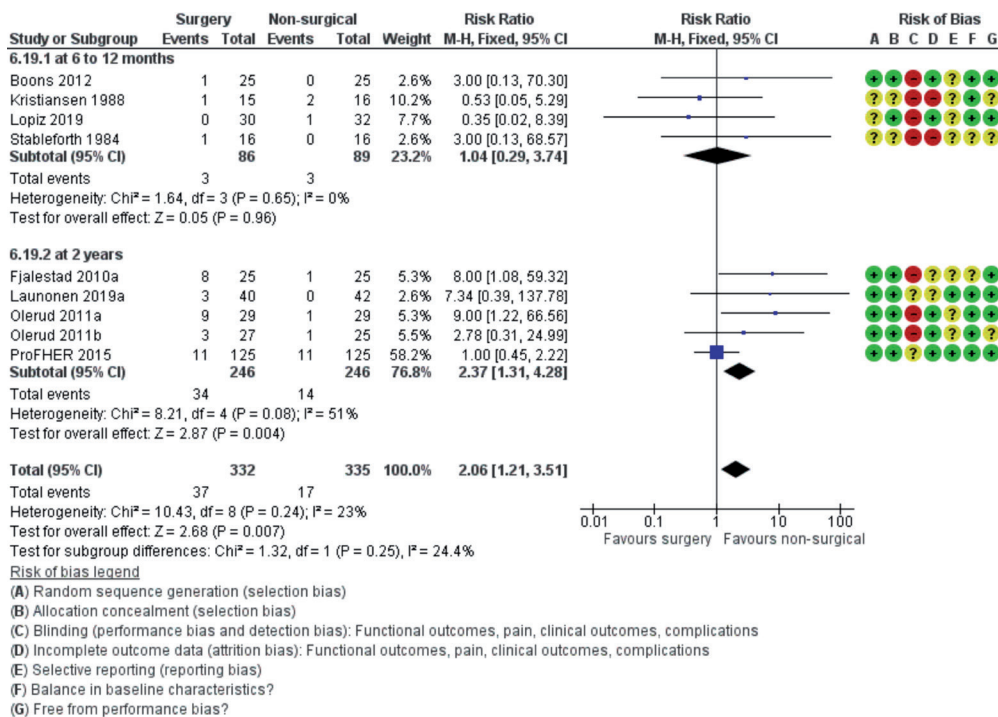 Surgery Non-surgical Risk Ratio Risk Ratio Risk of Bias
Study or Subgroup Events Total Events Total Weight M-H, Fixed, 95% CI M-H, Fixed, 95% CI A B C D E F G
6.19.1 at 6 to 12 months
Boons 2012 1 25 0 25 2.6% 3.00 [0.13, 70.30] + + - + ? + +
Kristiansen 1988 1 15 2 16 10.2% 0.53 [0.05, 5.29] ? ? - - ? + ?
Lopiz 2019 0 30 1 32 7.7% 0.35 [0.02, 8.39] ? + - + + + +
Stableforth 1984 1 16 0 16 2.6% 3.00 [0.13, 68.57] ? ? - - ? ? ?
Subtotal (95% CI) 86 89 23.2% 1.04 [0.29, 3.74]
Total events 3 3
Heterogeneity: Chi² = 1.64, df = 3 (P = 0.65); I² = 0%
Test for overall effect: Z = 0.05 (P = 0.96)
6.19.2 at 2 years
Fjalestad 2010a 8 25 1 25 5.3% 8.00 [1.08, 59.32] + + - ? ? ? +
Launonen 2019a 3 40 0 42 2.6% 7.34 [0.39, 137.78] + + ? ? + + +
Olerud 2011a 9 29 1 29 5.3% 9.00 [1.22, 66.56] + + - + + + +
Olerud 2011b 3 27 1 25 5.5% 2.78 [0.31, 24.99] + + - + + + ?
ProFHER 2015 11 125 11 125 58.2% 1.00 [0.45, 2.22] + + ? + + + +
Subtotal (95% CI) 246 246 76.8% 2.37 [1.31, 4.28]
Total events 34 14
Heterogeneity: Chi² = 8.21, df = 4 (P = 0.08); I² = 51%
Test for overall effect: Z = 2.87 (P = 0.004)
Total (95% CI) 332 335 100.0% 2.06 [1.21, 3.51]
Total events 37 17
Heterogeneity: Chi² = 10.43, df = 8 (P = 0.24); I² = 23%
Test for overall effect: Z = 2.68 (P = 0.007)
Test for subgroup differences: Chi² = 1.32, df = 1 (P = 0.25), I² = 24.4%
0.01 0.1 1 10 100
Favours surgery Favours non-surgical
Risk of bias legend
(A) Random sequence generation (selection bias)
(B) Allocation concealment (selection bias)
(C) Blinding (performance bias and detection bias): Functional outcomes, pain, clinical outcomes, complications
(D) Incomplete outcome data (attrition bias): Functional outcomes, pain, clinical outcomes, complications
(E) Selective reporting (reporting bias)
(F) Balance in baseline characteristics?
(G) Free from performance bias?